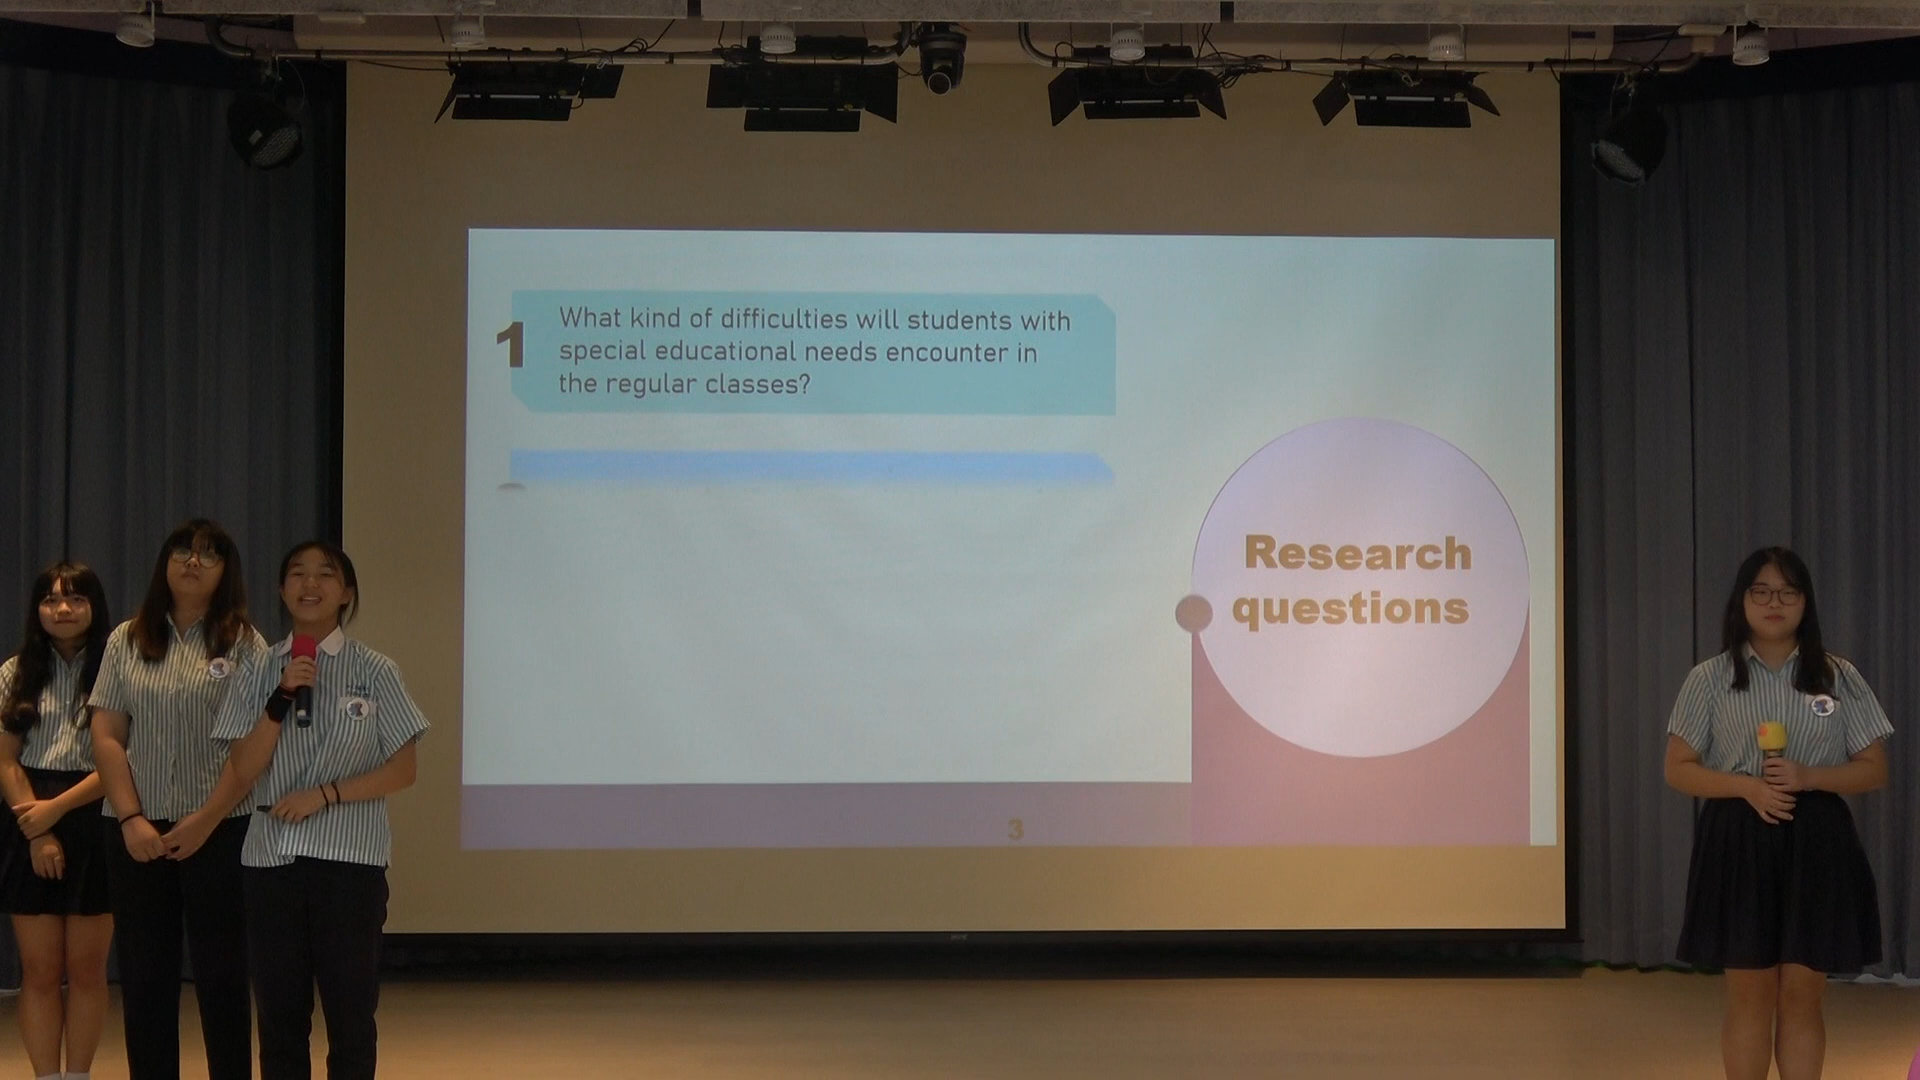 1
What kind of difficulties will students with
special educational needs encounter in
the regular classes?
Research
questions
3